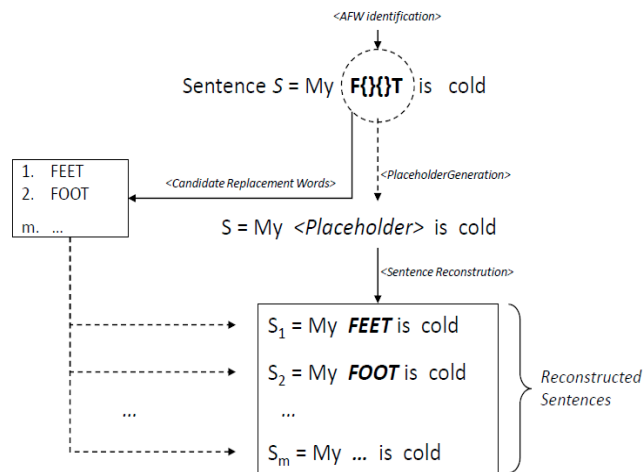 <AFW identification>
Sentence S = My F{}{}T is cold
1. FEET
2. FOOT
m. ...
<Candidate Replacement Words>
<PlaceholderGeneration>
S = My <Placeholder> is cold
<Sentence Reconstrution>
S1 = My FEET is cold
S2 = My FOOT is cold
... ...
Sm = My ... is cold
Reconstructed
Sentences